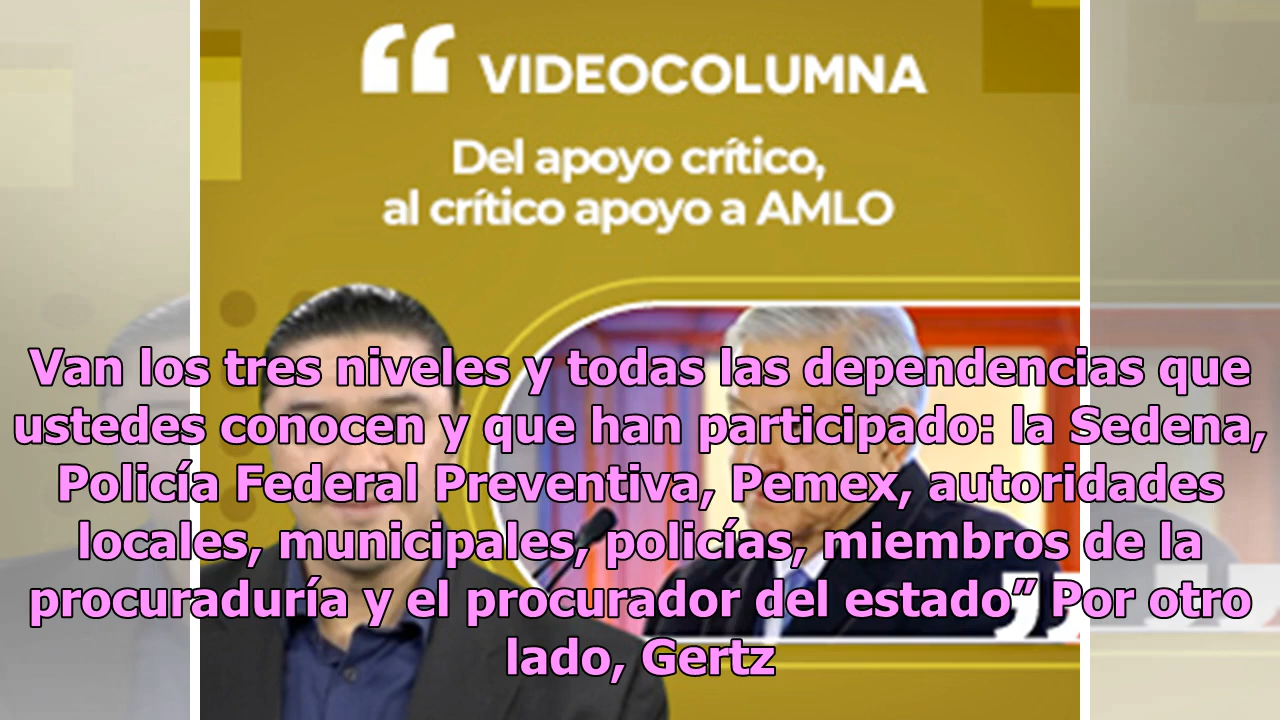 “ VIDEOCOLUMNA
Del apoyo crítico,
al crítico apoyo a AMLO
Van los tres niveles y todas las dependencias que
ustedes conocen y que han participado: la Sedena,
Policía Federal Preventiva, Pemex, autoridades
locales, municipales, policías, miembros de la
procuraduría y el procurador del estado” Por otro
lado, Gertz